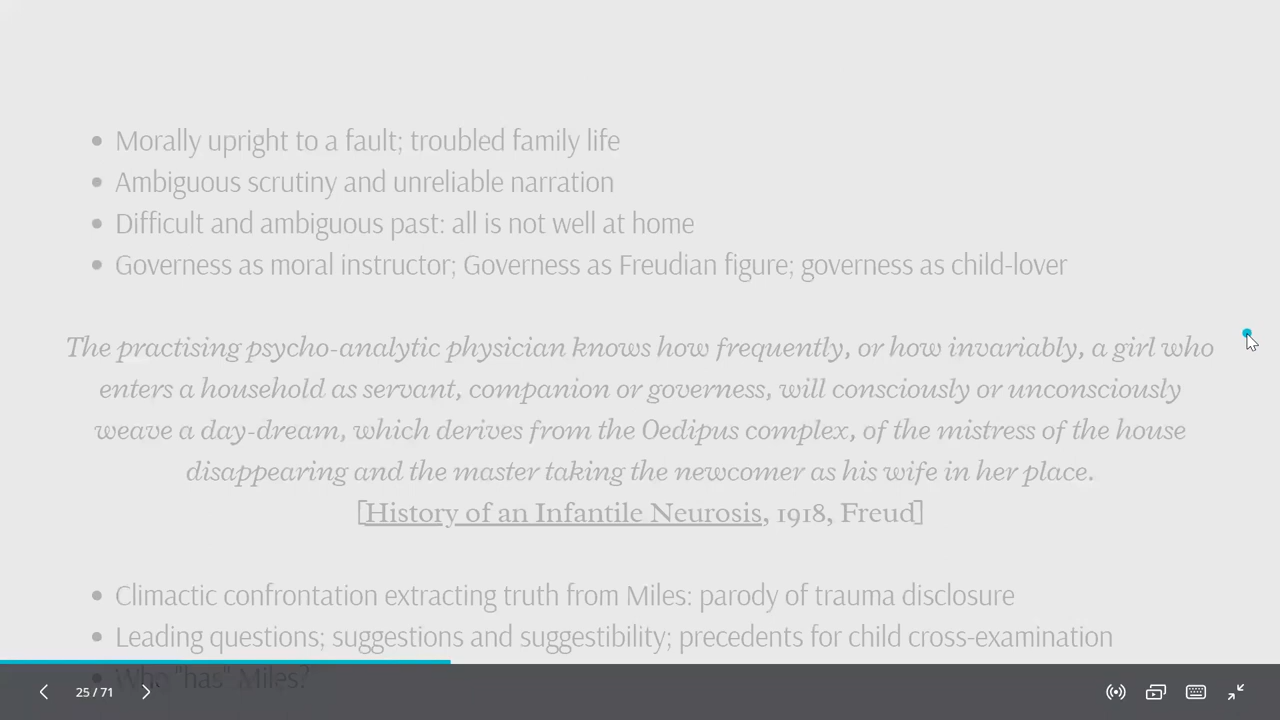 • Morally upright to a fault; troubled family life
• Ambiguous scrutiny and unreliable narration
• Difficult and ambiguous past: all is not well at home
• Governess as moral instructor; Governess as Freudian figure; governess as child-lover
The practising psycho-analytic physician knows how frequently, or how invariably, a girl who
enters a household as servant, companion or governess, will consciously or unconsciously
weave a day-dream, which derives from the Oedipus complex, of the mistress of the house
disappearing and the master taking the newcomer as his wife in her place.
[History of an Infantile Neurosis, 1918, Freud]
• Climactic confrontation extracting truth from Miles: parody of trauma disclosure
• Leading questions; suggestions and suggestibility; precedents for child cross-examination
• Who "has" Miles?
25 / 71